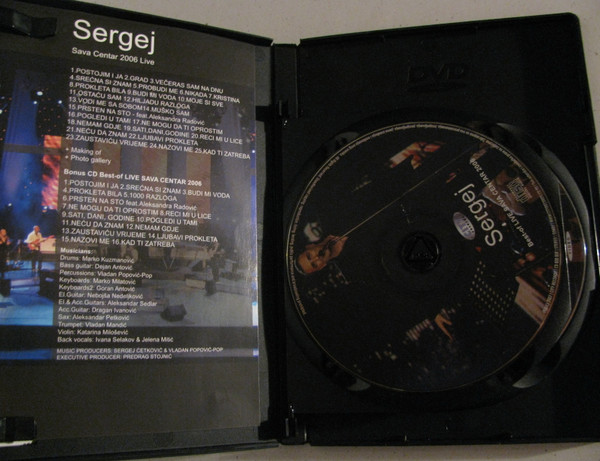 Sergej
Sava Centar 2006 Live
1.POSTOJIM I JA 2.GRAD 3.VEČERAS SAM NA DNU
4.SREĆNA SI ZNAM 5.PROBUDI ME 6.NIKADA 7.KRISTINA
8.PROKLETA BILA 9.BUDI MI VODA 10.MOJE SI SVE
11.OSTAĆU SAM 12.HILJADU RAZLOGA
13.VODI ME SA SOBOM 14.MUŠKO SAM
15.PRSTEN NA STO - feat.Aleksandra Radović
16.POGLEDI U TAMI 17.NE MOGU DA TI OPROSTIM
18.NEMAM GDJE 19.SATI,DANI,GODINE 20.RECI MI U LICE
21.NEĆU DA ZNAM 22.LJUBAVI PROKLETA
23.ZAUSTAVIĆU VRIJEME 24.NAZOVI ME 25.KAD TI ZATREBA
* Making of
* Photo gallery
Bonus CD Best-of LIVE SAVA CENTAR 2006
1.POSTOJIM I JA 2.SREĆNA SI ZNAM 3.BUDI MI VODA
4.PROKLETA BILA 5.1000 RAZLOGA
6.PRSTEN NA STO feat.Aleksandra Radović
7.NE MOGU DA TI OPROSTIM 8.RECI MI U LICE
9.SATI, DANI, GODINE 10.POGLEDI U TAMI
11.NEĆU DA ZNAM 12.NEMAM GDJE
13.ZAUSTAVIĆU VRIJEME 14.LJUBAVI PROKLETA
15.NAZOVI ME 16.KAD TI ZATREBA
Musicians:
Drums: Marko Kuzmanović
Bass guitar: Dejan Antović
Percussions: Vladan Popović-Pop
Keyboards: Marko Milatović
Keyboards2: Goran Antović
El.Guitar: Nebojša Nedeljković
El.& Acc.Guitars: Aleksandar Sedlar
Acc.Guitar: Dragan Ivanović
Sax: Aleksandar Petković
Trumpet: Vladan Mandić
Violin: Katarina Milošević
Back vocals: Ivana Selakov & Jelena Mitić
MUSIC PRODUCERS: SERGEJ ĆETKOVIĆ & VLADAN POPOVIĆ-POP
EXECUTIVE PRODUCER: PREDRAG STOJNIĆ
DVD
Sergej
Best-of LIVE SAVA CENTAR 2006